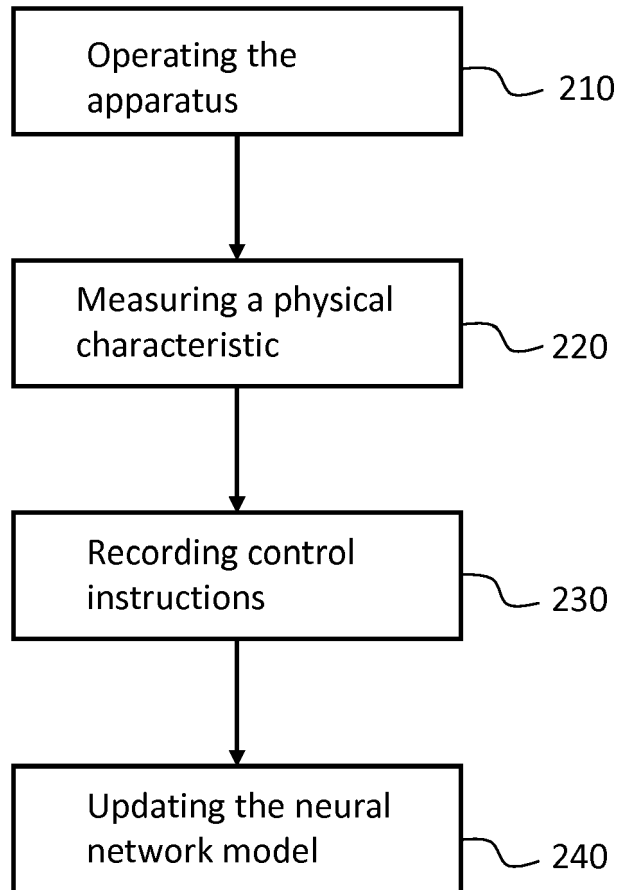 Operating the
apparatus
210
Measuring a physical
characteristic
220
Recording control
instructions
230
Updating the neural
network model
240